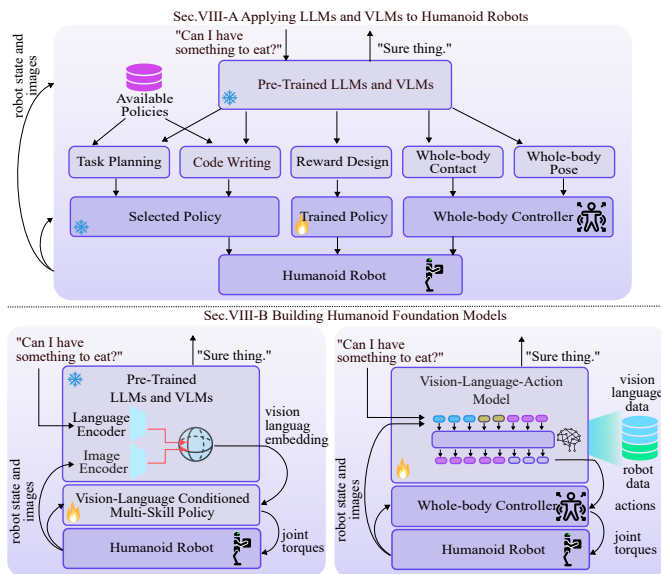 Sec.VIII-A Applying LLMs and VLMs to Humanoid Robots
"Can I have
something to eat?"
"Sure thing."
robot state and
images
Available
Policies
Pre-Trained LLMs and VLMs
Task Planning
Code Writing
Reward Design
Whole-body
Contact
Whole-body
Pose
Selected Policy
Trained Policy
Whole-body Controller
Humanoid Robot
Sec.VIII-B Building Humanoid Foundation Models
"Can I have
something to eat?"
"Sure thing."
Pre-Trained
LLMs and VLMs
Language
Encoder
Image
Encoder
vision
languag
embedding
robot state and
images
Vision-Language Conditioned
Multi-Skill Policy
Humanoid Robot
joint
torques
"Can I have
something to eat?"
"Sure thing."
Vision-Language-Action
Model
vision
language
data
robot
data
robot state and
images
Whole-body Controller
actions
Humanoid Robot
joint
torques